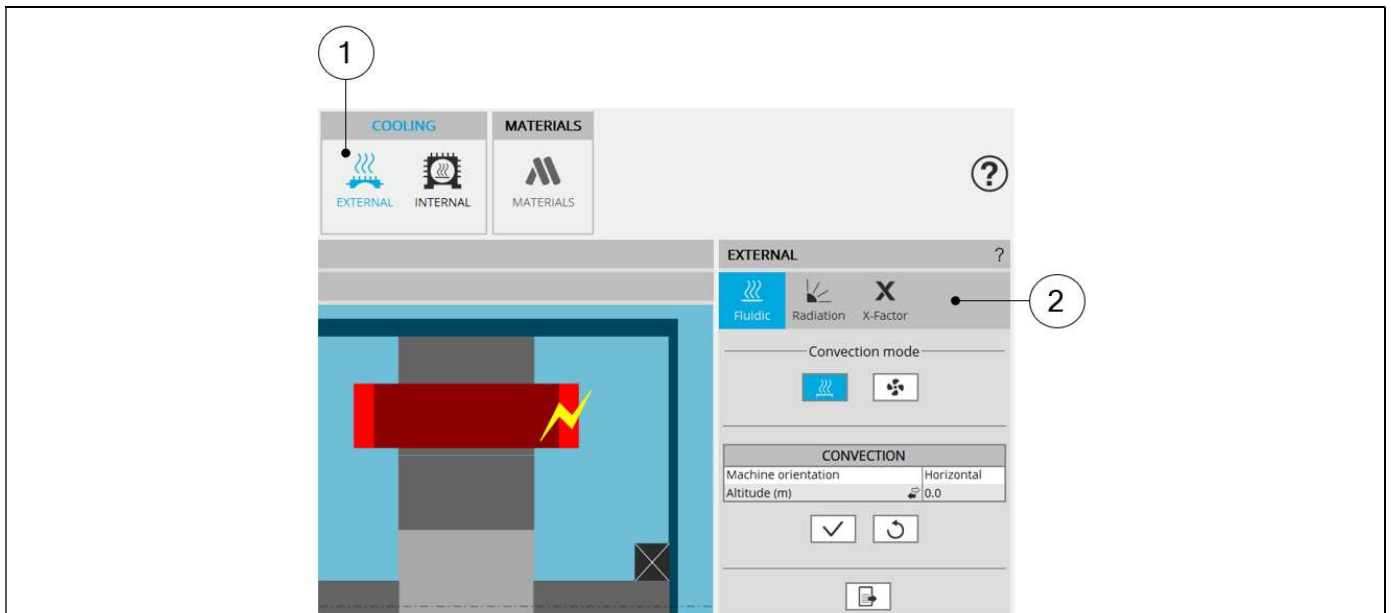 1
COOLING
MATERIALS
EXTERNAL
INTERNAL
MATERIALS
?
EXTERNAL ?
Fluidic
Radiation
X
X-Factor
2
Convection mode
CONVECTION
Machine orientation Horizontal
Altitude (m) 0.0